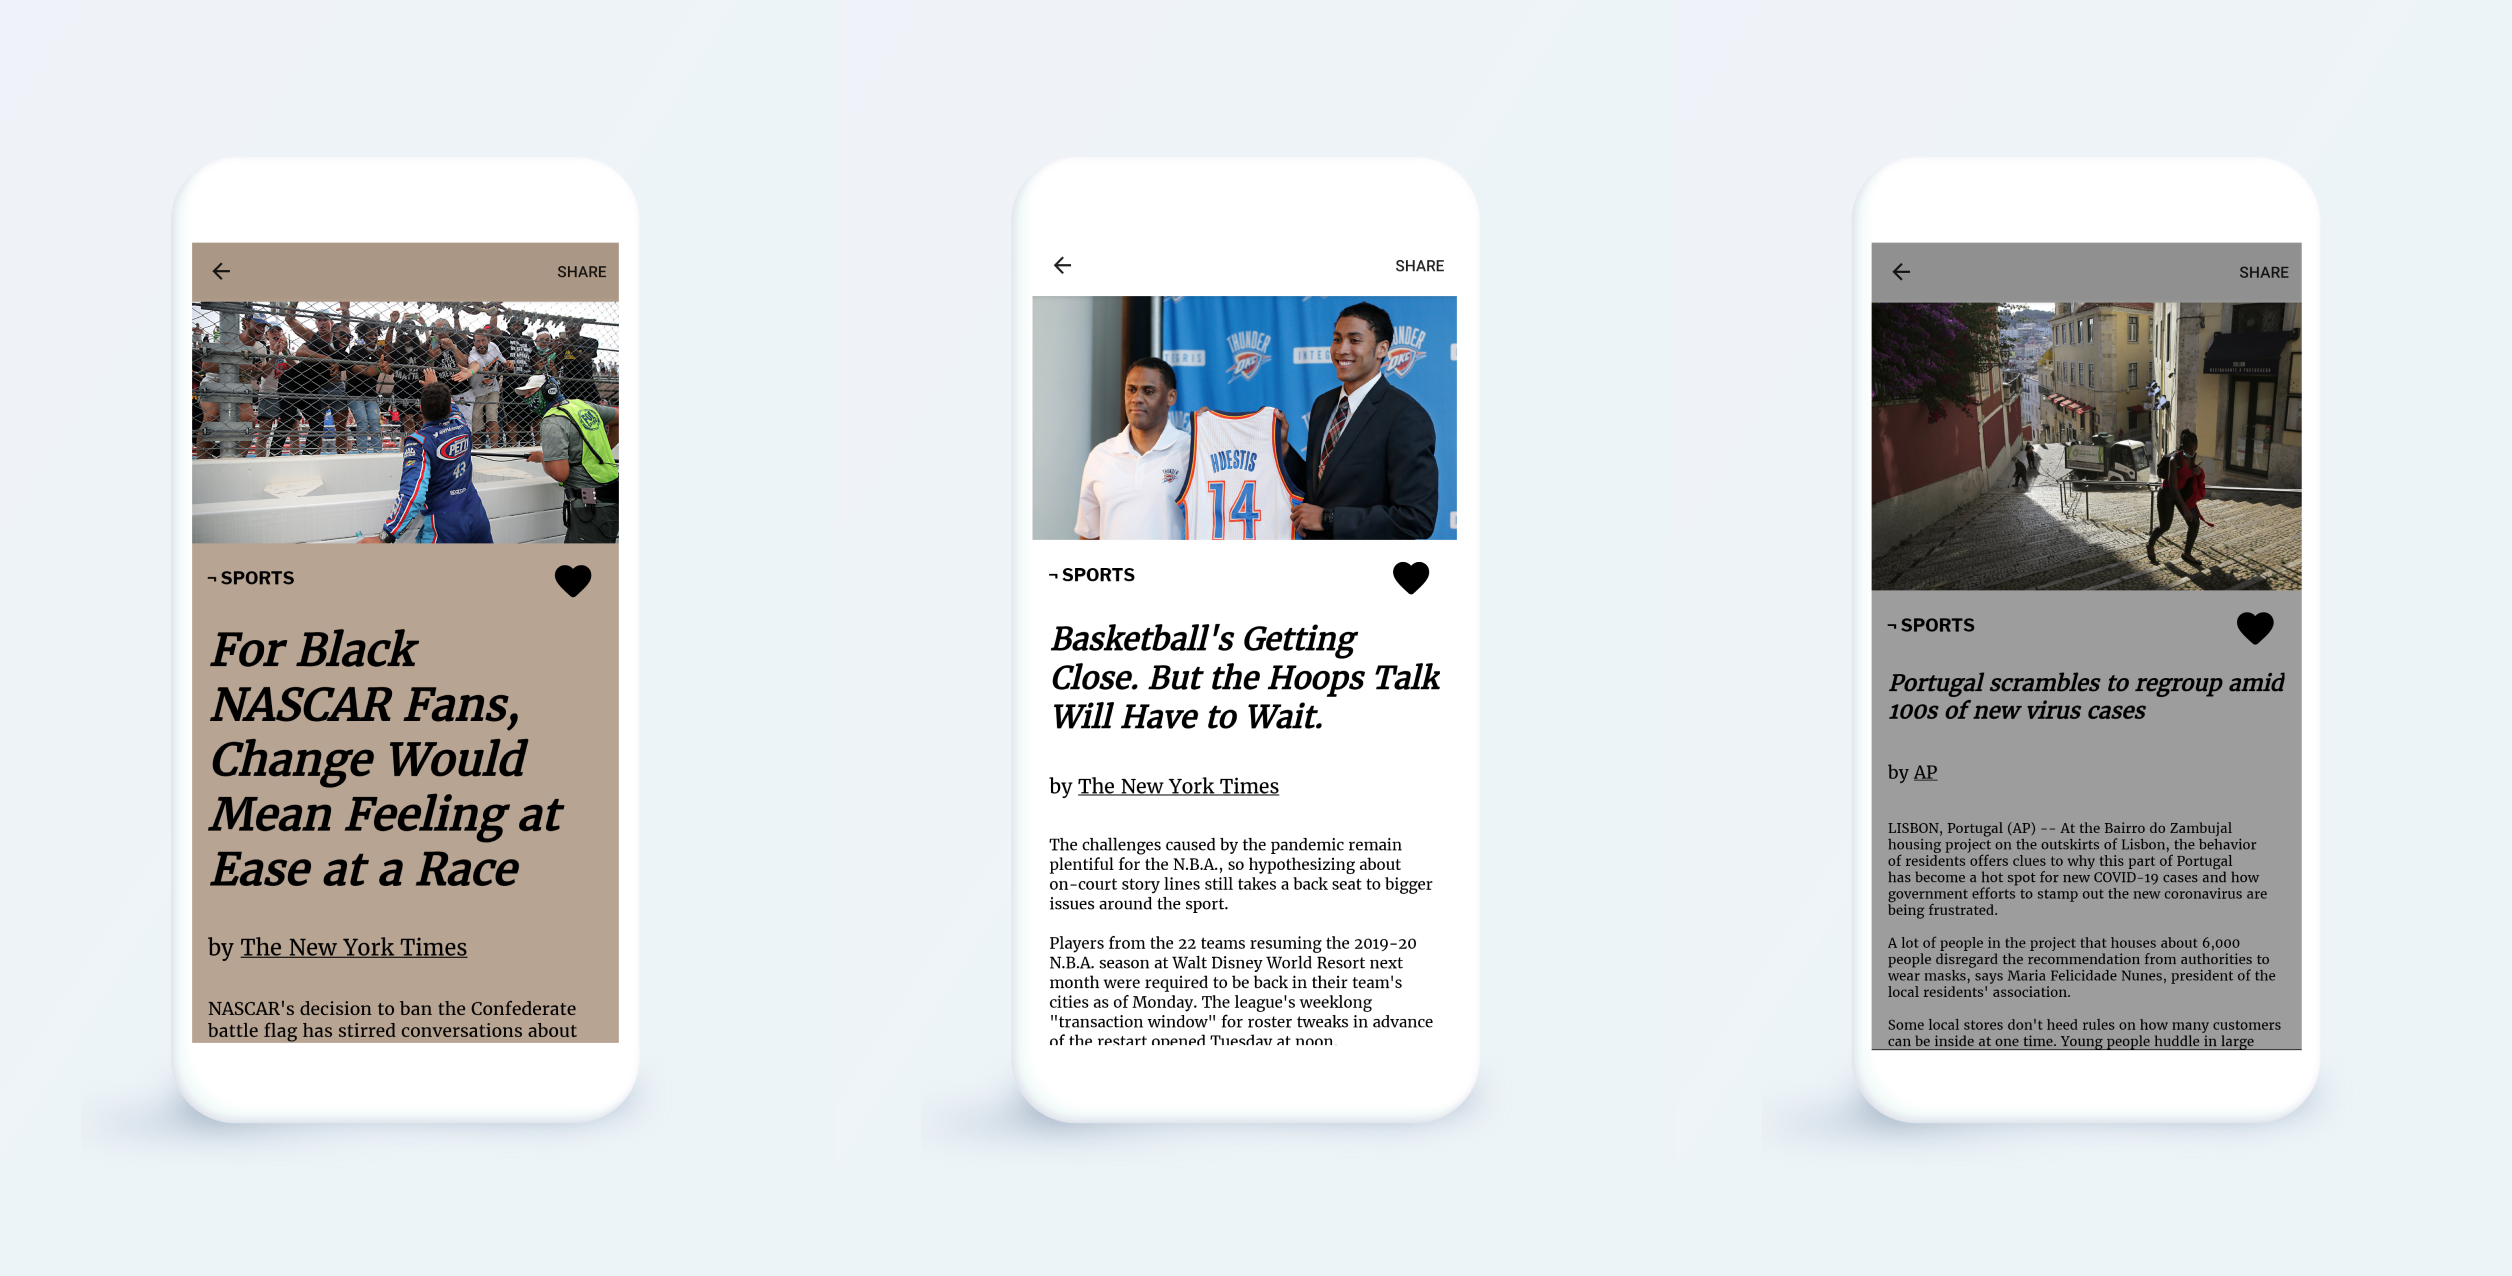 SHARE
PETTY
43
¬ SPORTS
For Black
NASCAR Fans,
Change Would
Mean Feeling at
Ease at a Race
by The New York Times
NASCAR's decision to ban the Confederate
battle flag has stirred conversations about
SHARE
THUNDER
OKC
INTEG
HUESTIS
14
¬ SPORTS
Basketball's Getting
Close. But the Hoops Talk
Will Have to Wait.
by The New York Times
The challenges caused by the pandemic remain
plentiful for the N.B.A., so hypothesizing about
on-court story lines still takes a back seat to bigger
issues around the sport.
Players from the 22 teams resuming the 2019-20
N.B.A. season at Walt Disney World Resort next
month were required to be back in their team's
cities as of Monday. The league's weeklong
"transaction window" for roster tweaks in advance
of the restart opened Tuesday at noon.
SHARE
¬ SPORTS
Portugal scrambles to regroup amid
100s of new virus cases
by AP
LISBON, Portugal (AP) -- At the Bairro do Zambujal
housing project on the outskirts of Lisbon, the behavior
of residents offers clues to why this part of Portugal
has become a hot spot for new COVID-19 cases and how
government efforts to stamp out the new coronavirus are
being frustrated.
A lot of people in the project that houses about 6,000
people disregard the recommendation from authorities to
wear masks, says Maria Felicidade Nunes, president of the
local residents' association.
Some local stores don't heed rules on how many customers
can be inside at one time. Young people huddle in large